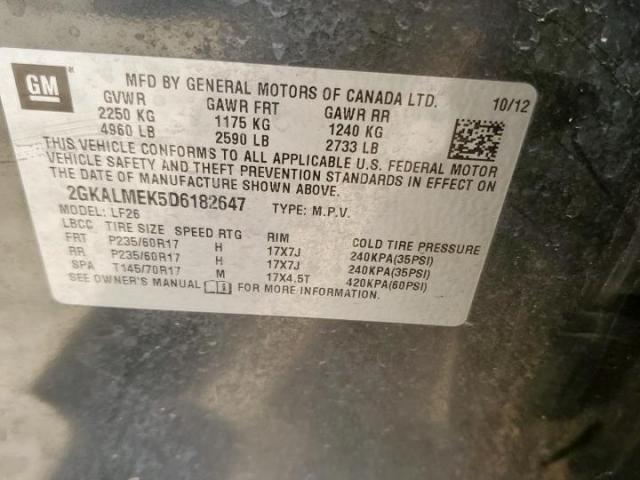 GM
MFD BY GENERAL MOTORS OF CANADA LTD. 10/12
GVWR GAWR FRT GAWR RR
2250 KG 1175 KG 1240 KG
4960 LB 2590 LB 2733 LB
THIS VEHICLE CONFORMS TO ALL APPLICABLE U.S. FEDERAL MOTOR
VEHICLE SAFETY AND THEFT PREVENTION STANDARDS IN EFFECT ON
THE DATE OF MANUFACTURE SHOWN ABOVE.
2GKALMEK5D6182647 TYPE: M.P.V.
MODEL: LF26
LBCC TIRE SIZE SPEED RTG RIM COLD TIRE PRESSURE
FRT P235/60R17 H 17X7J 240KPA(35PSI)
RR P235/60R17 H 17X7J 240KPA(35PSI)
SPA T145/70R17 M 17X4.5T 420KPA(60PSI)
SEE OWNER'S MANUAL FOR MORE INFORMATION.